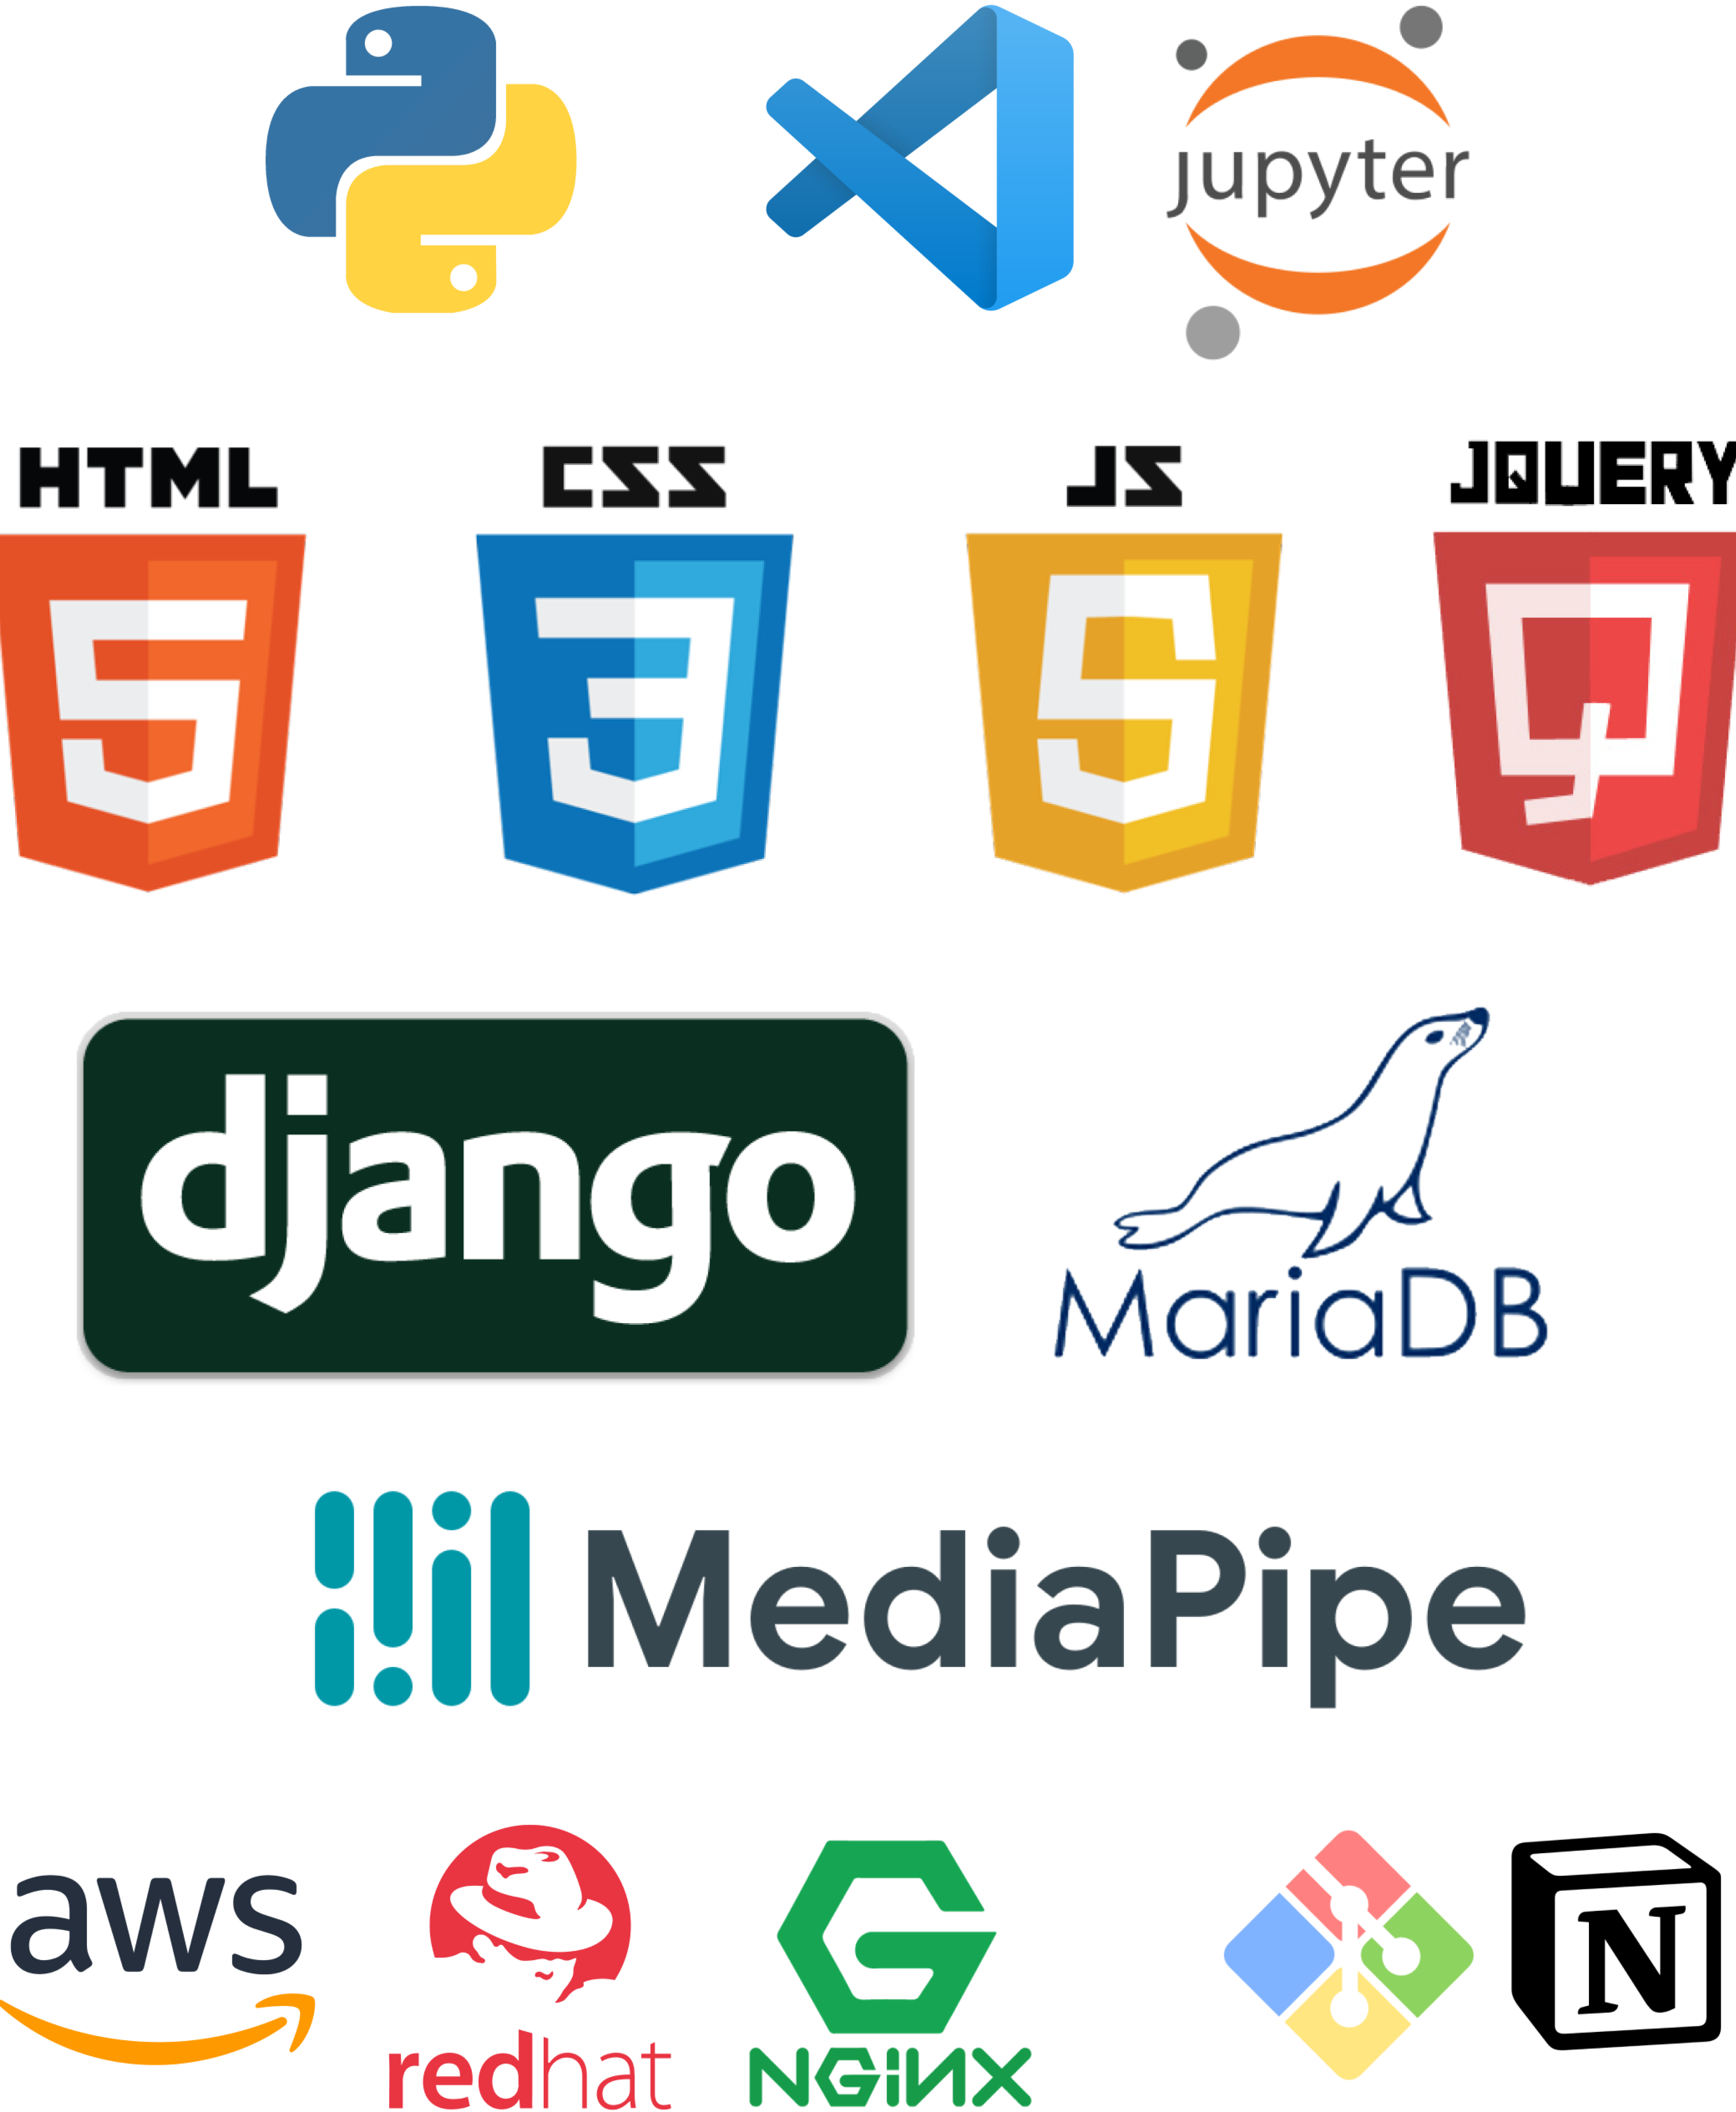 jupyter
HTML CSS JS JQUERY
django
MariaDB
MediaPipe
aws
redhat
NGiNX
N